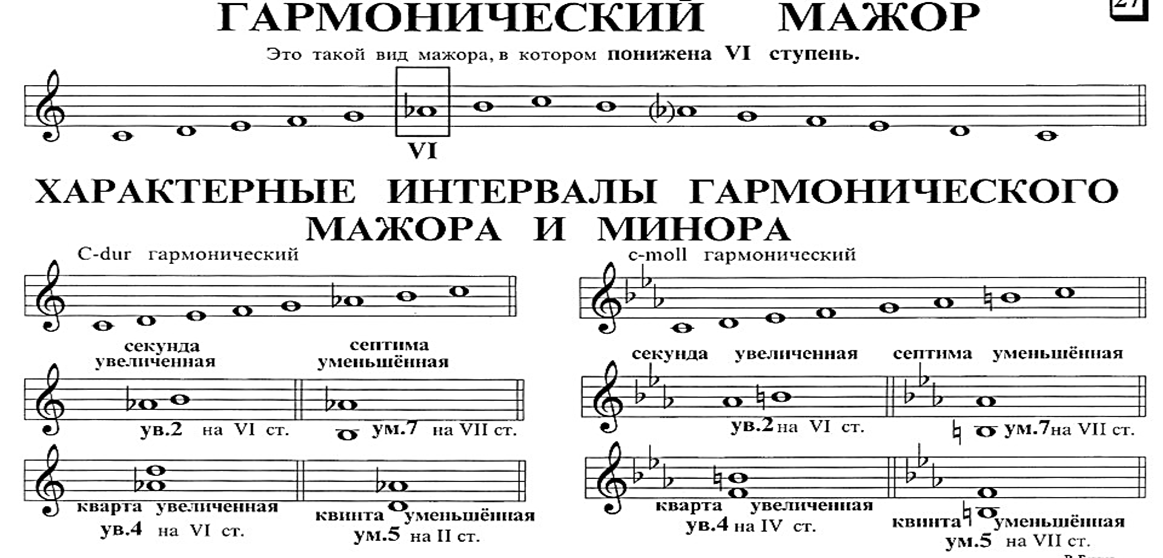 ГАРМОНИЧЕСКИЙ МАЖОР
27
Это такой вид мажора, в котором понижена VI ступень.
VI
ХАРАКТЕРНЫЕ ИНТЕРВАЛЫ ГАРМОНИЧЕСКОГО
МАЖОРА И МИНОРА
C-dur гармонический
c-moll гармонический
секунда увеличенная
септима уменьшённая
секунда увеличенная септима уменьшённая
ув.2 на VI ст.
ум.7 на VII ст.
ув.2 на VI ст.
ум.7 на VII ст.
кварта увеличенная
ув.4 на VI ст.
квинта уменьшённая
ум.5 на II ст.
кварта увеличенная
ув.4 на IV ст.
квинта уменьшённая
ум.5 на VII ст.